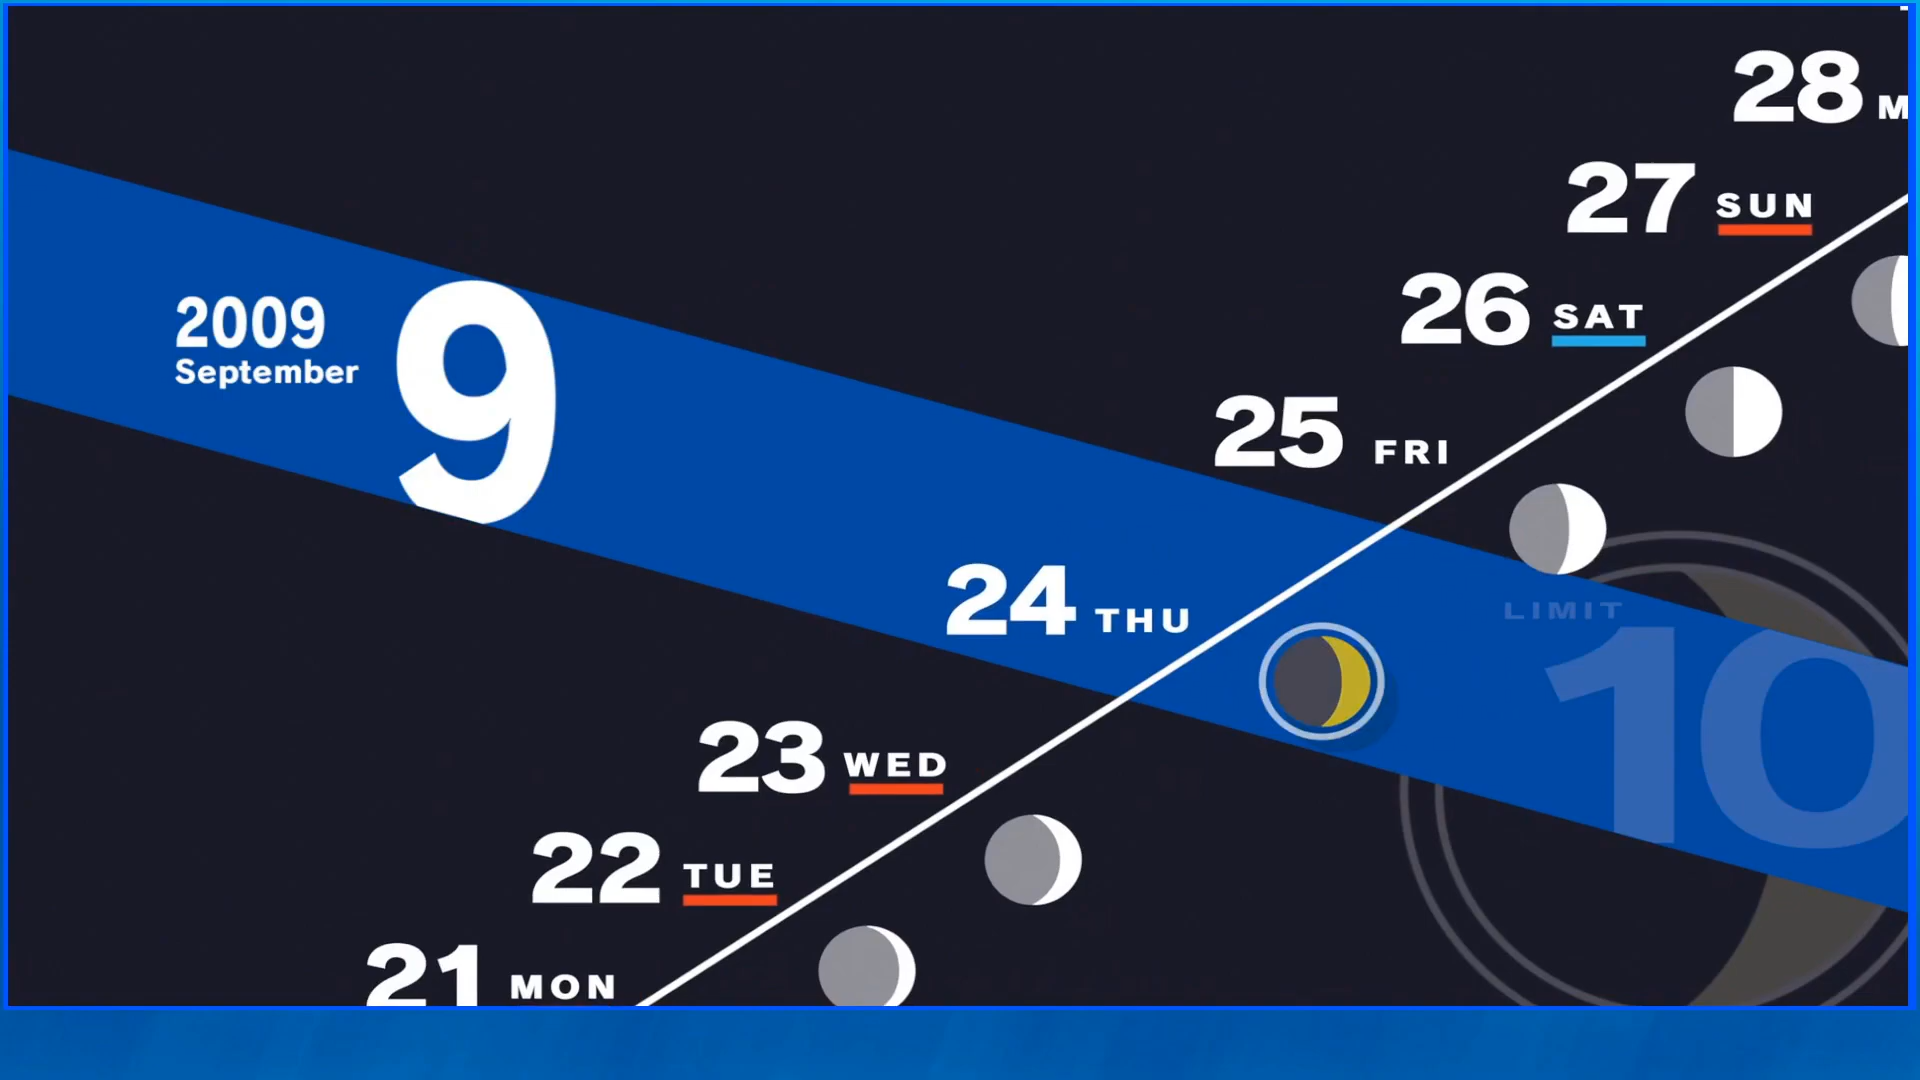 28
27 SUN
26 SAT
25 FRI
2009
September
9
24 THU
LIMIT
10
23 WED
22 TUE
21 MON